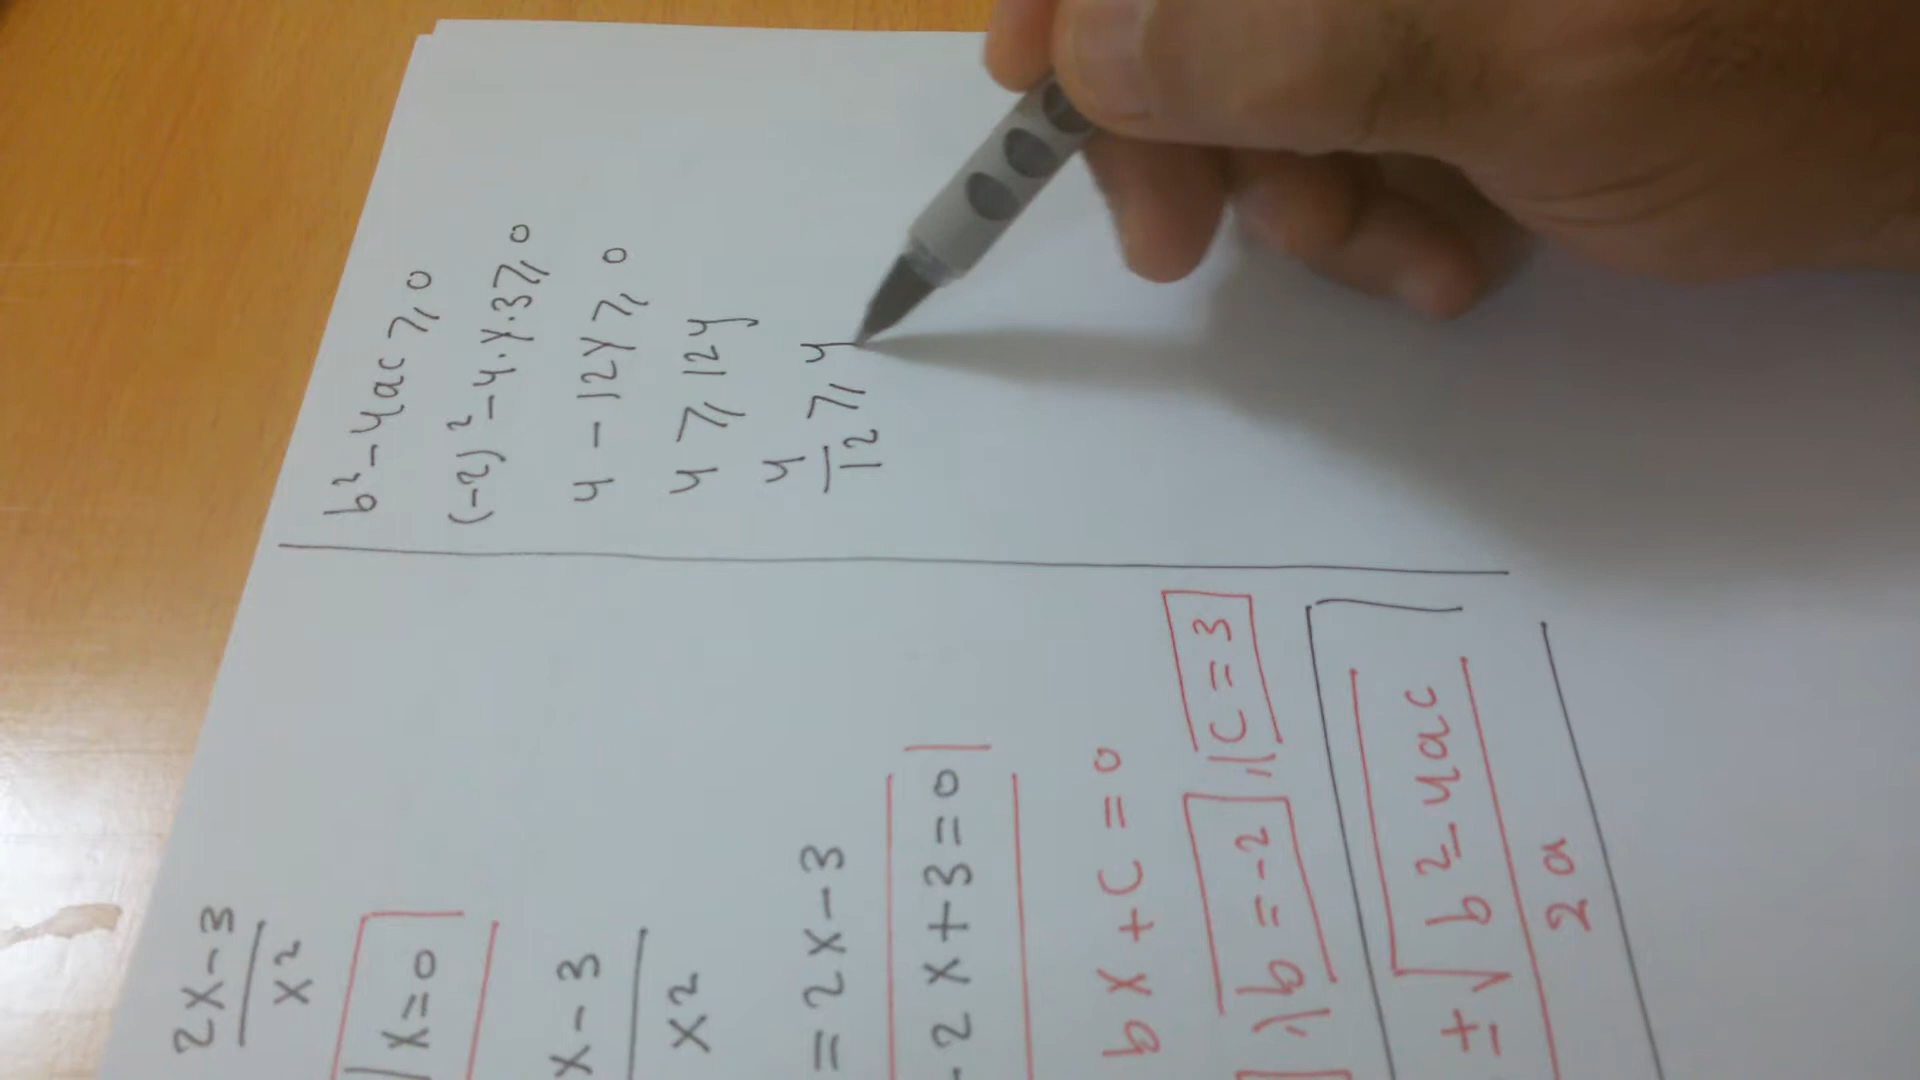 b² - 4ac ⩾ 0
(-2)² - 4·y·3 ⩾ 0
4 - 12y ⩾ 0
4 ⩾ 12y
4/12 ⩾ y
2x-3
x²
x=0
x-3
x²
= 2x-3
-2x+3=0
bx+c=0
, b=-2 , c=3
± √b²-4ac
2a